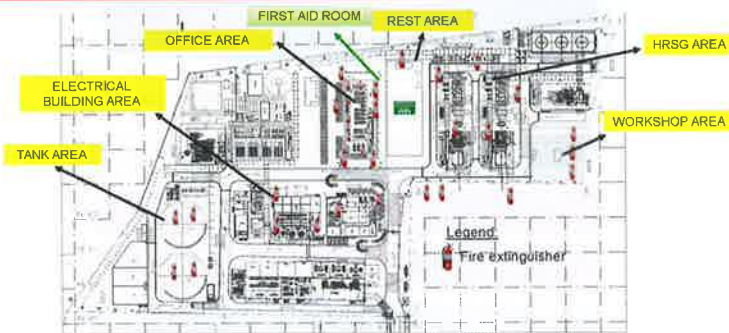 FIRST AID ROOM
REST AREA
OFFICE AREA
HRSG AREA
ELECTRICAL
BUILDING AREA
WORKSHOP AREA
TANK AREA
Legend
Fire extinguisher